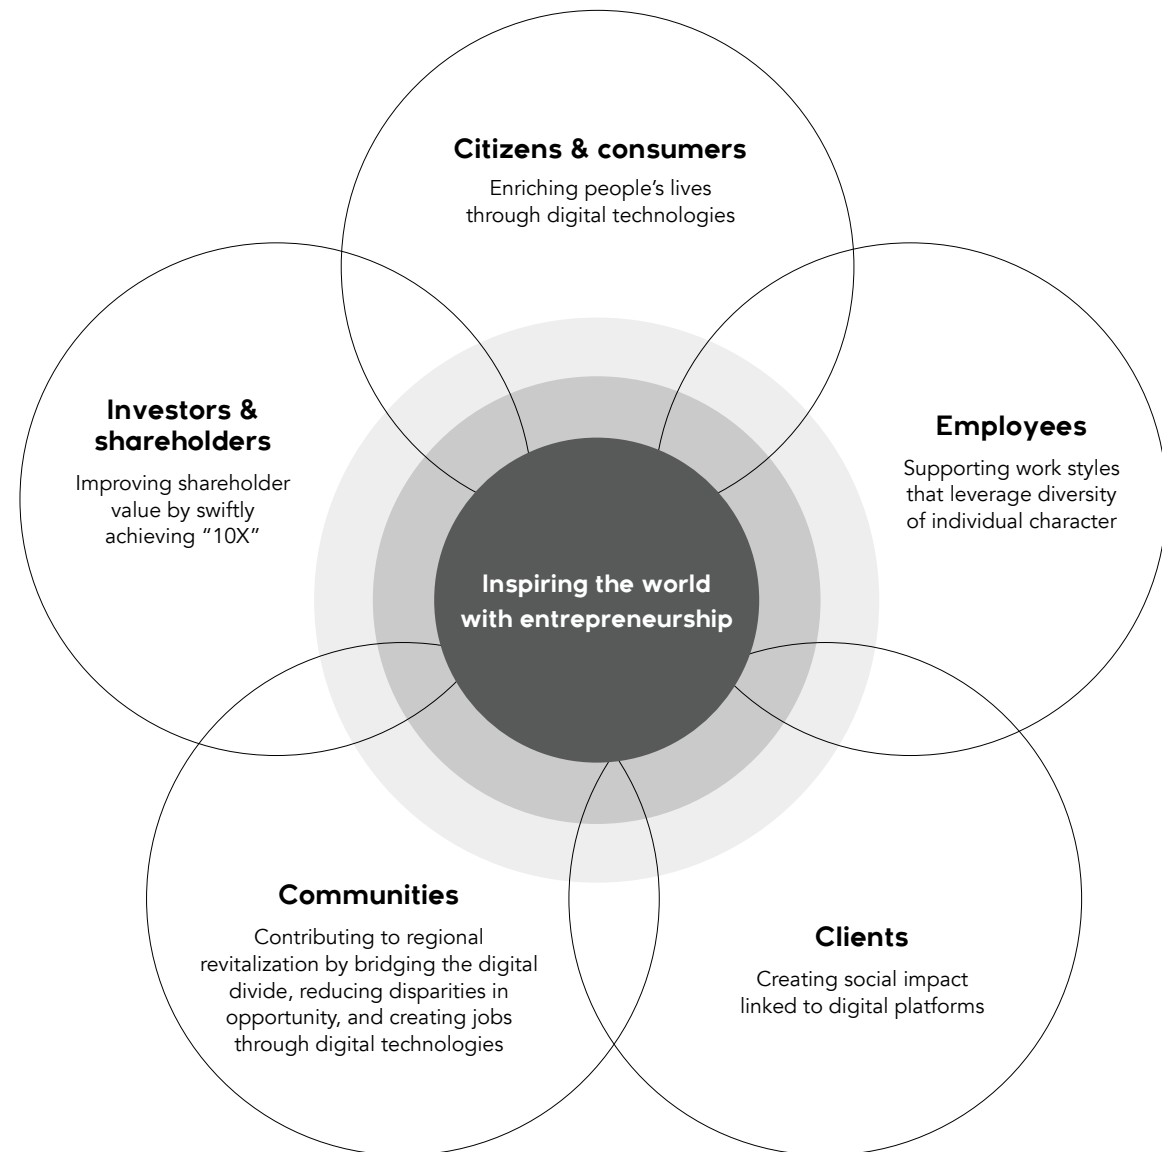 Citizens & consumers
Enriching people’s lives
through digital technologies
Investors &
shareholders
Improving shareholder
value by swiftly
achieving “10X”
Employees
Supporting work styles
that leverage diversity
of individual character
Inspiring the world
with entrepreneurship
Communities
Contributing to regional
revitalization by bridging the digital
divide, reducing disparities in
opportunity, and creating jobs
through digital technologies
Clients
Creating social impact
linked to digital platforms